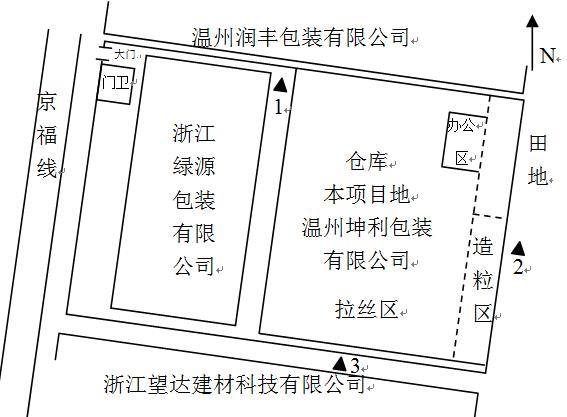 温州润丰包装有限公司
N
大门
门卫
京
福
线
1
浙江
绿源
包装
有限
公司
办公
区
仓库
本项目地
温州坤利包装
有限公司
拉丝区
田
地
造
粒
区
2
3
浙江望达建材科技有限公司